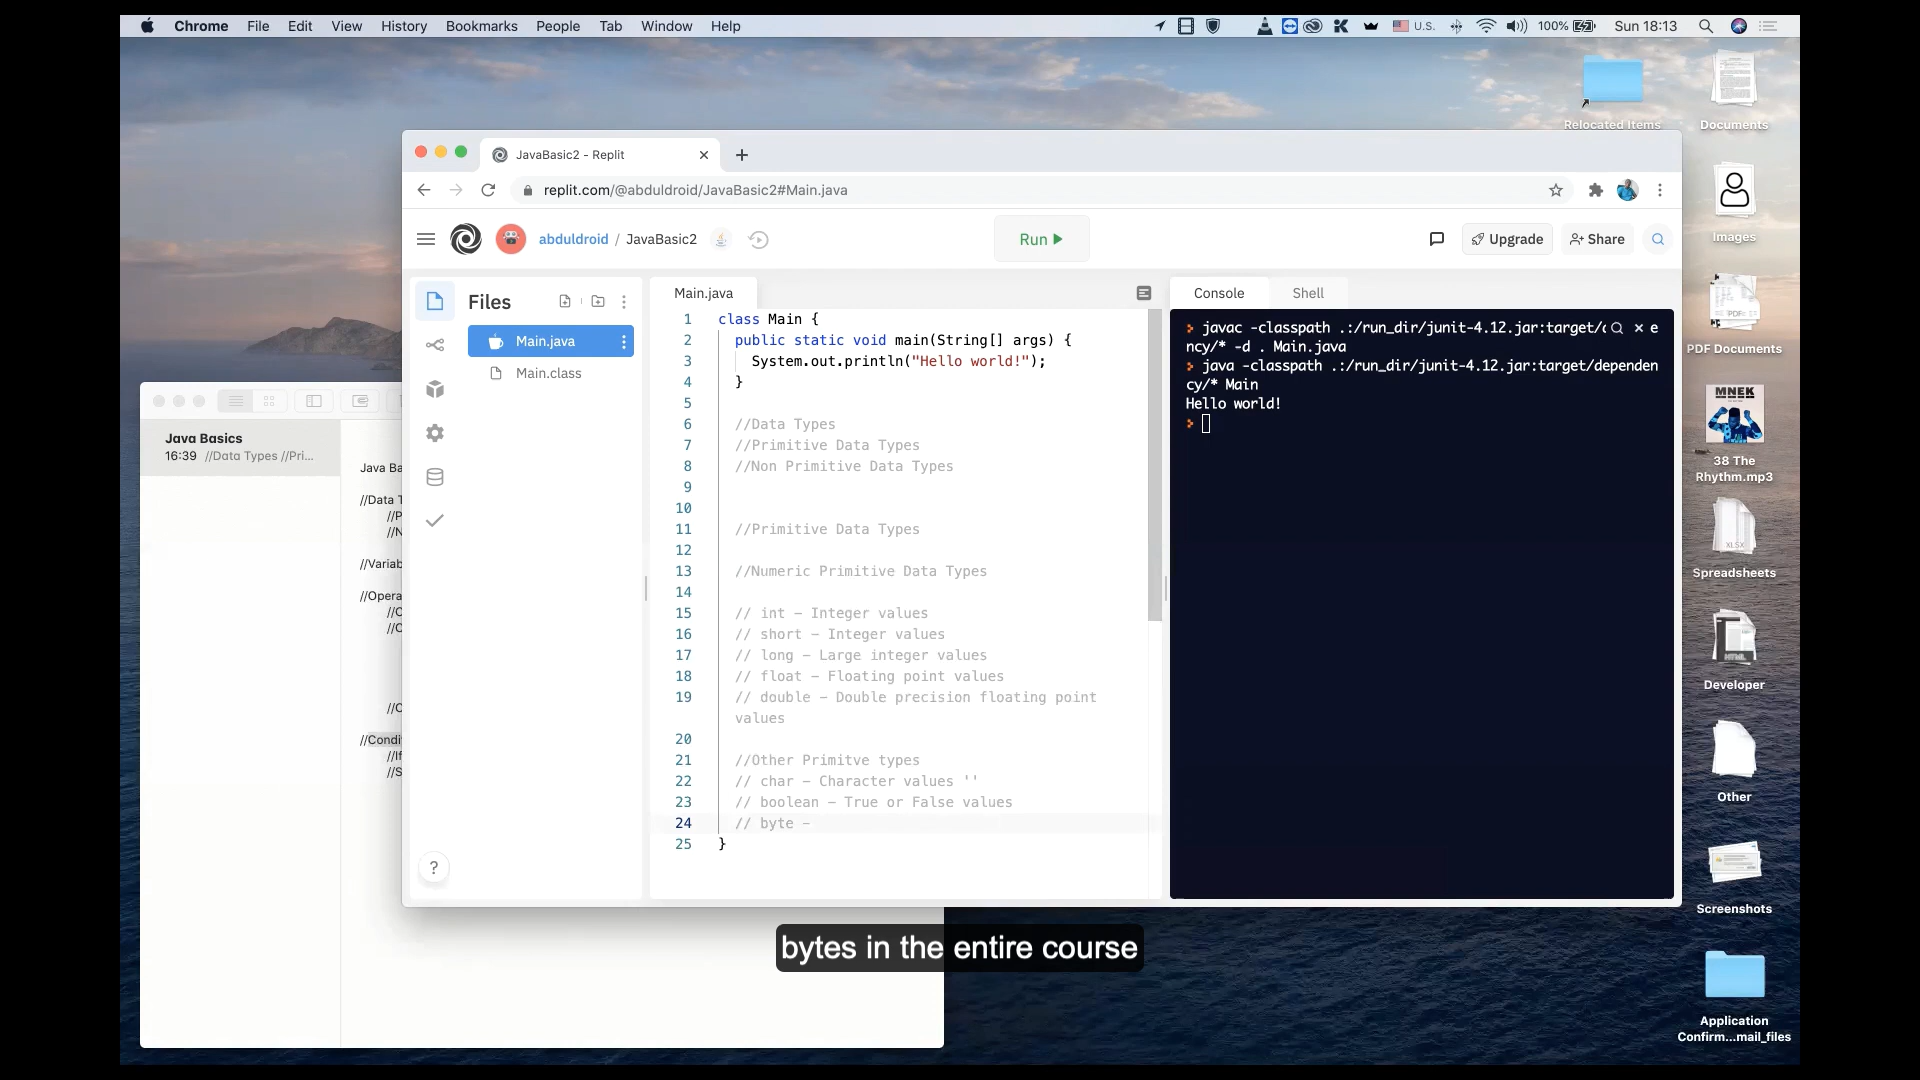 Chrome File Edit View History Bookmarks People Tab Window Help
U.S. 100% Sun 18:13
Relocated Items
Documents
Images
PDF Documents
MNEK
38 The
Rhythm.mp3
XLSX
Spreadsheets
HTML
Developer
Other
Screenshots
Application
Confirm...mail_files
JavaBasic2 - Replit
replit.com/@abduldroid/JavaBasic2#Main.java
abduldroid / JavaBasic2
Run
Upgrade
Share
Files
Main.java
Main.class
Main.java
1 class Main {
2 public static void main(String[] args) {
3 System.out.println("Hello world!");
4 }
5
6 //Data Types
7 //Primitive Data Types
8 //Non Primitive Data Types
9
10
11 //Primitive Data Types
12
13 //Numeric Primitive Data Types
14
15 // int - Integer values
16 // short - Integer values
17 // long - Large integer values
18 // float - Floating point values
19 // double - Double precision floating point
values
20
21 //Other Primitve types
22 // char - Character values ''
23 // boolean - True or False values
24 // byte -
25 }
Console Shell
javac -classpath .:/run_dir/junit-4.12.jar:target/ e
ncy/* -d . Main.java
java -classpath .:/run_dir/junit-4.12.jar:target/dependen
cy/* Main
Hello world!
Java Basics
16:39 //Data Types //Pri...
Java Ba
//Data T
//P
//N
//Variab
//Opera
//C
//C
//C
//Condi
//If
//S
?
bytes in the entire course